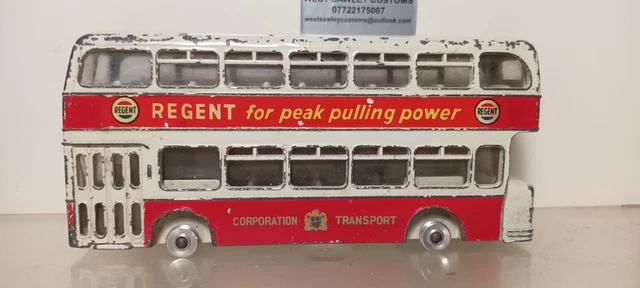 WEST SAWLEY CUSTOMS
07722175007
westsawleycustoms@outlook.com
REGENT REGENT for peak pulling power REGENT
CORPORATION TRANSPORT